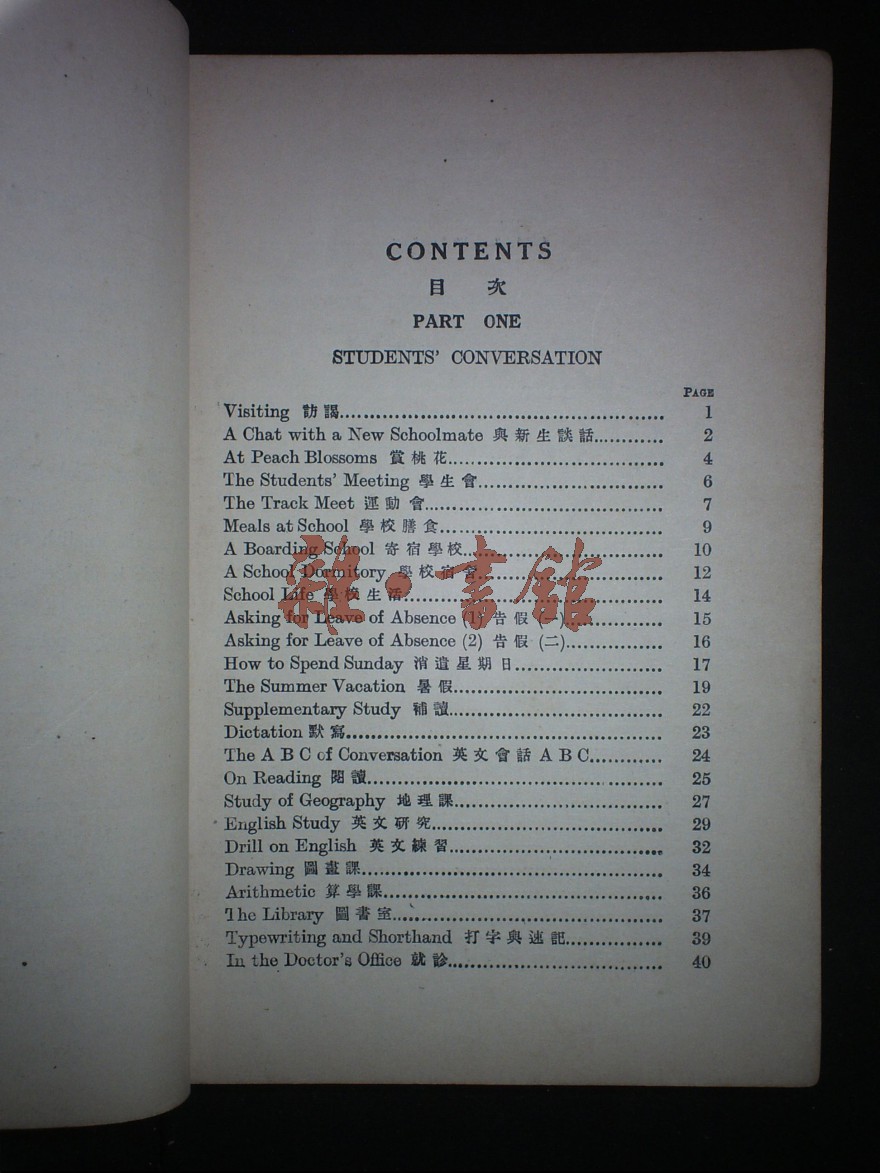 CONTENTS
目 次
PART ONE
STUDENTS' CONVERSATION
PAGE
Visiting 訪謁 1
A Chat with a New Schoolmate 與新生談話 2
At Peach Blossoms 賞桃花 4
The Students' Meeting 學生會 6
The Track Meet 運動會 7
Meals at School 學校膳食 9
A Boarding School 寄宿學校 10
A School Dormitory 學校宿舍 12
School Life 學校生活 14
Asking for Leave of Absence (1) 告假 (一) 15
Asking for Leave of Absence (2) 告假 (二) 16
How to Spend Sunday 消遣星期日 17
The Summer Vacation 暑假 19
Supplementary Study 補讀 22
Dictation 默寫 23
The A B C of Conversation 英文會話 A B C 24
On Reading 閱讀 25
Study of Geography 地理課 27
English Study 英文研究 29
Drill on English 英文練習 32
Drawing 圖畫課 34
Arithmetic 算學課 36
The Library 圖書室 37
Typewriting and Shorthand 打字與速記 39
In the Doctor's Office 就診 40
雜·書館